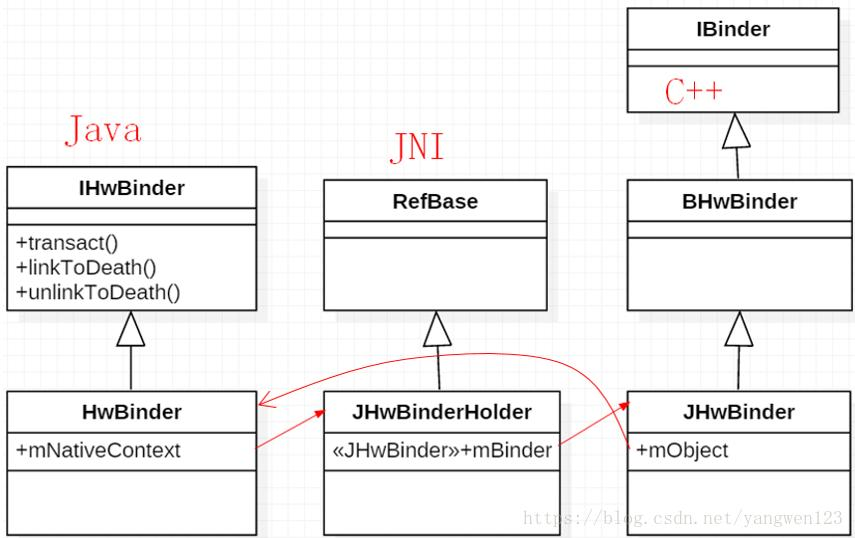 IBinder
C++
Java
JNI
IHwBinder
+transact()
+linkToDeath()
+unlinkToDeath()
RefBase
BHwBinder
HwBinder
+mNativeContext
JHwBinderHolder
«JHwBinder»+mBinder
JHwBinder
+mObject
https://blog.csdn.net/yangwen123